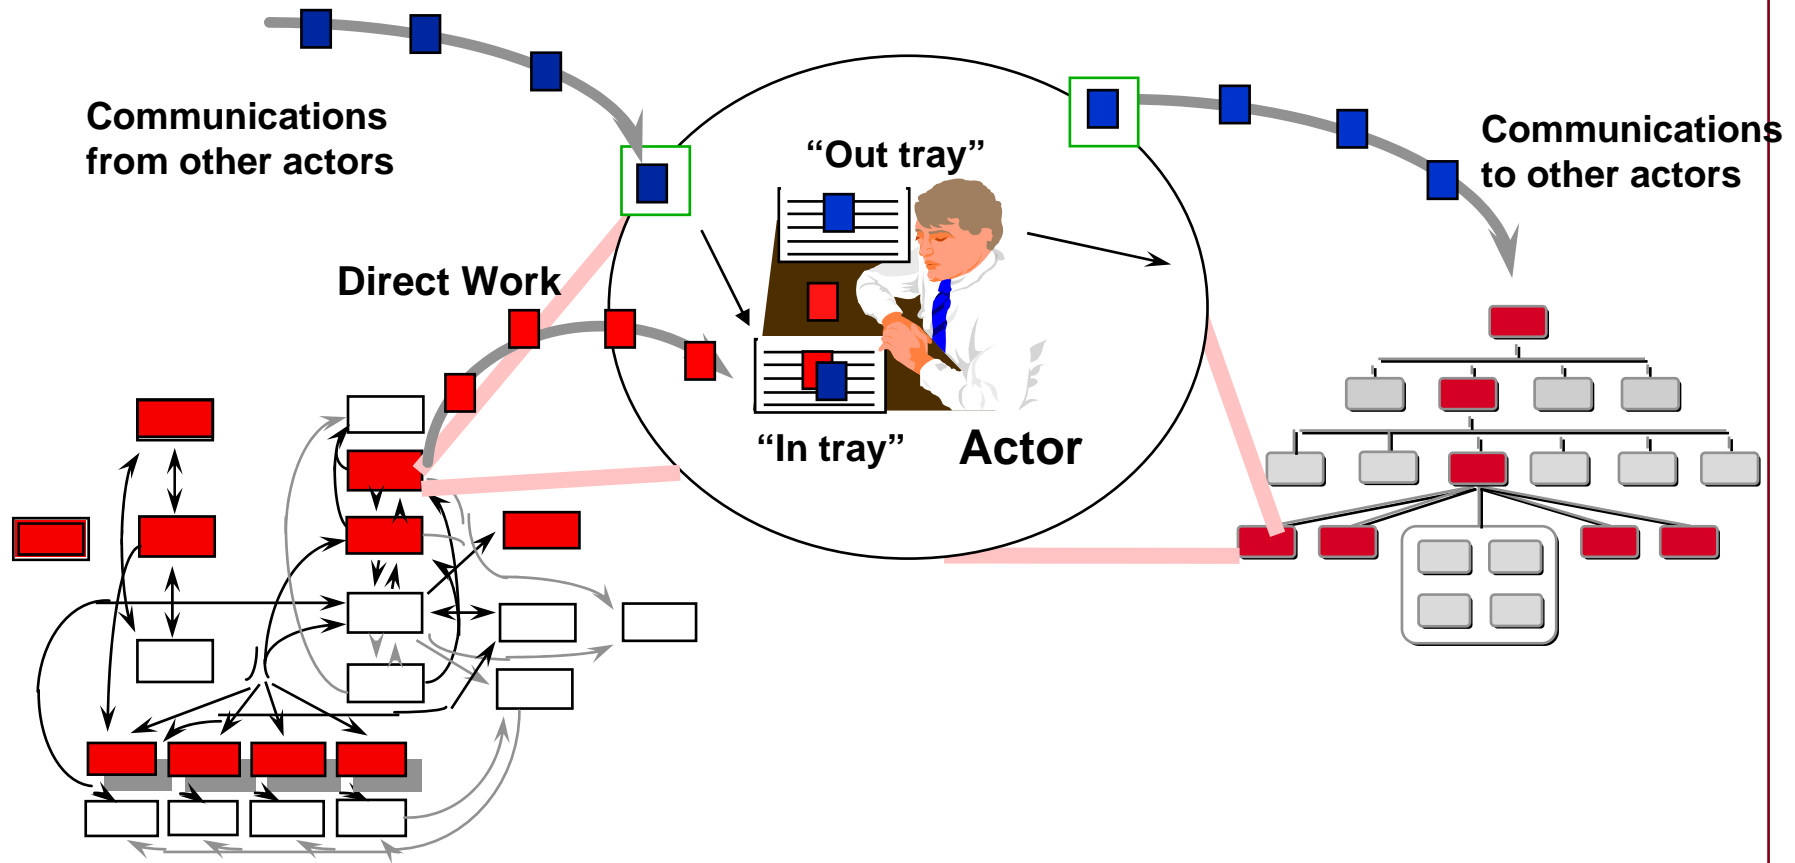 Communications
from other actors
“Out tray”
Communications
to other actors
Direct Work
“In tray”
Actor